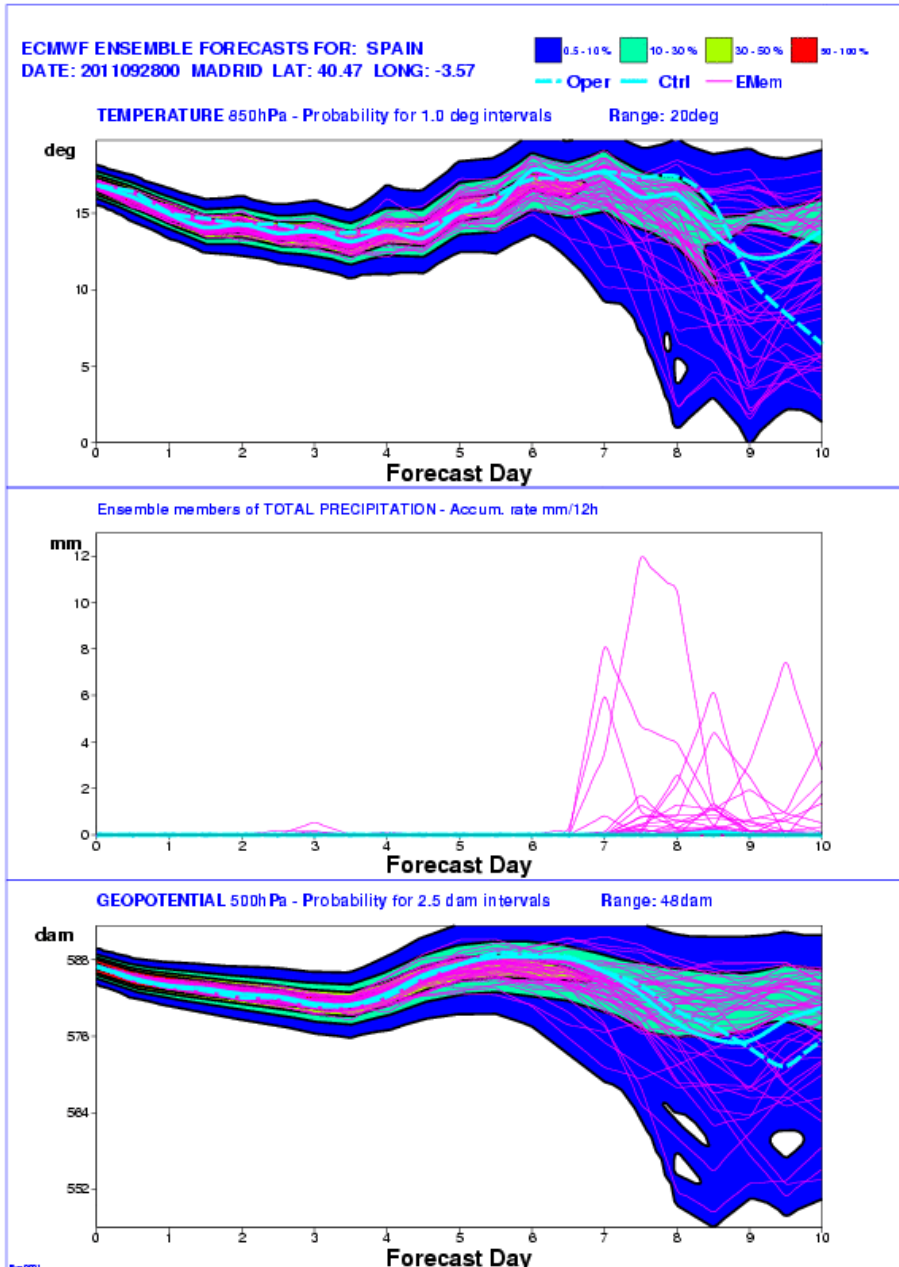 ECMWF ENSEMBLE FORECASTS FOR: SPAIN
DATE: 2011092800 MADRID LAT: 40.47 LONG: -3.57
0.5-10% 10-30% 30-50% 50-100%
Oper Ctrl EMem
TEMPERATURE 850hPa - Probability for 1.0 deg intervals Range: 20deg
deg
15
10
5
0
0 1 2 3 4 5 6 7 8 9 10
Forecast Day
Ensemble members of TOTAL PRECIPITATION - Accum. rate mm/12h
mm
12
10
8
6
4
2
0
0 1 2 3 4 5 6 7 8 9 10
Forecast Day
GEOPOTENTIAL 500hPa - Probability for 2.5 dam intervals Range: 48dam
dam
588
576
564
552
0 1 2 3 4 5 6 7 8 9 10
Forecast Day